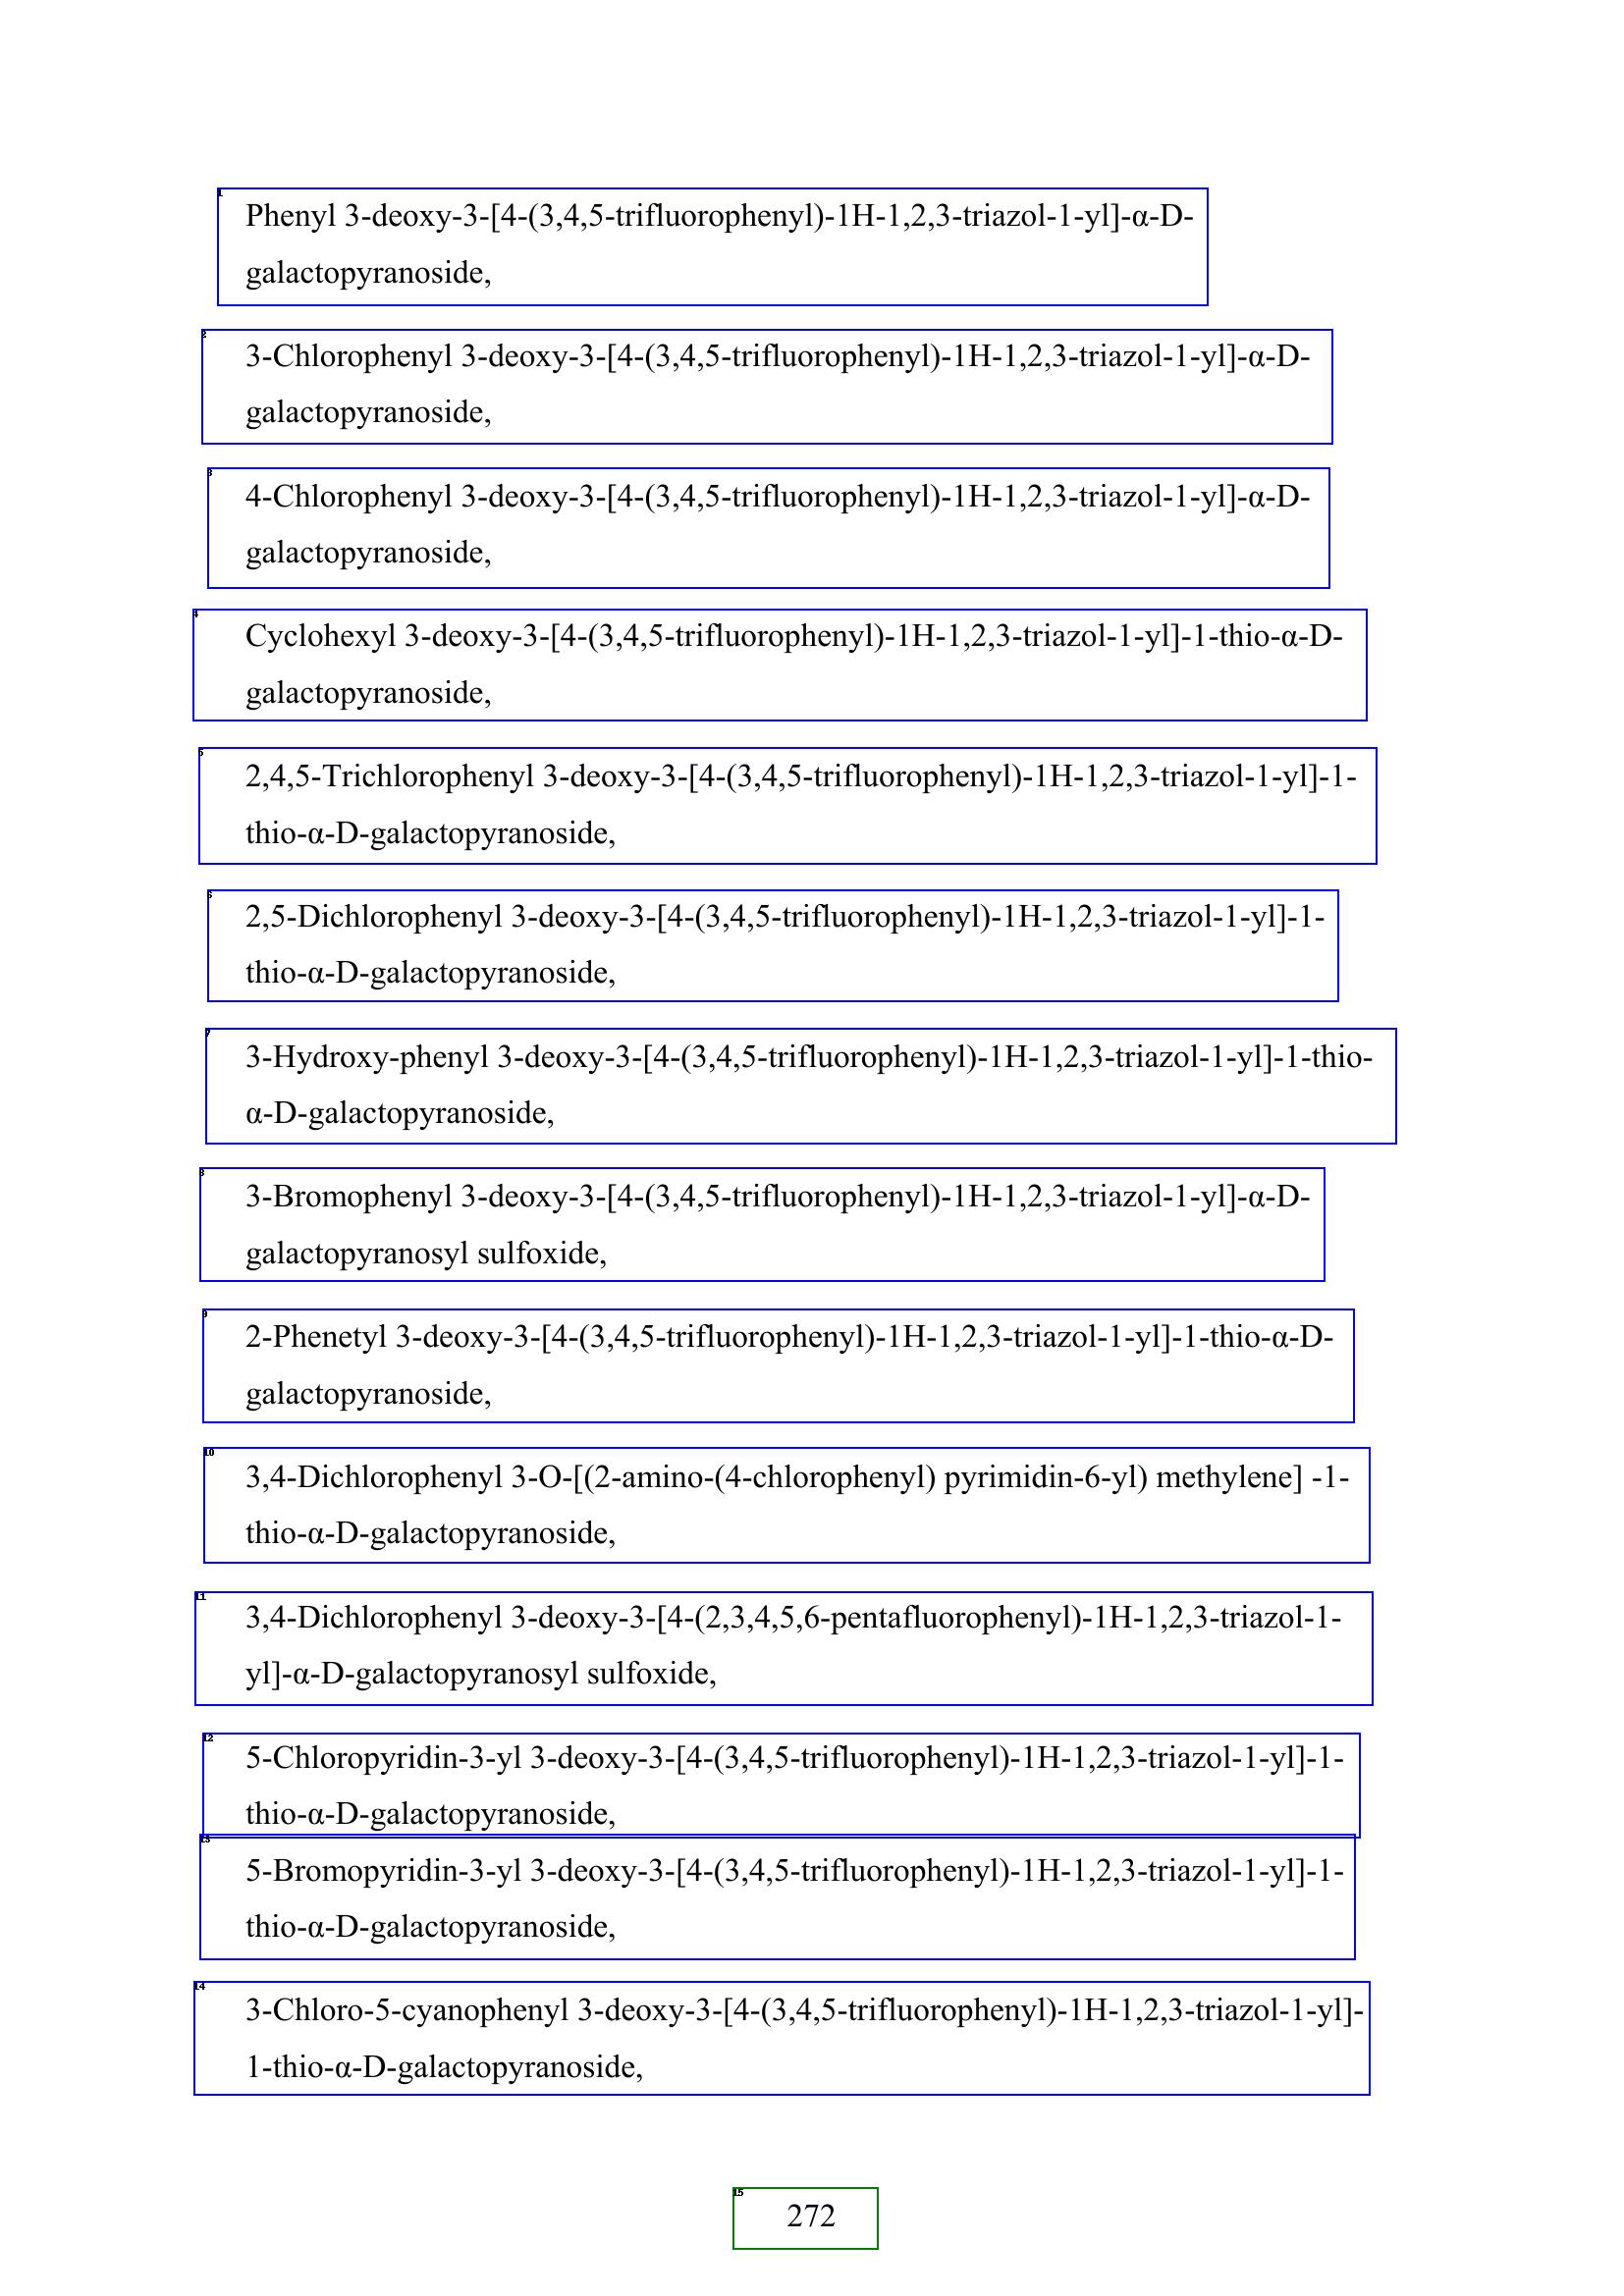 Phenyl 3-deoxy-3-[4-(3,4,5-trifluorophenyl)-1H-1,2,3-triazol-1-yl]-α-D-
galactopyranoside,
3-Chlorophenyl 3-deoxy-3-[4-(3,4,5-trifluorophenyl)-1H-1,2,3-triazol-1-yl]-α-D-
galactopyranoside,
4-Chlorophenyl 3-deoxy-3-[4-(3,4,5-trifluorophenyl)-1H-1,2,3-triazol-1-yl]-α-D-
galactopyranoside,
Cyclohexyl 3-deoxy-3-[4-(3,4,5-trifluorophenyl)-1H-1,2,3-triazol-1-yl]-1-thio-α-D-
galactopyranoside,
2,4,5-Trichlorophenyl 3-deoxy-3-[4-(3,4,5-trifluorophenyl)-1H-1,2,3-triazol-1-yl]-1-
thio-α-D-galactopyranoside,
2,5-Dichlorophenyl 3-deoxy-3-[4-(3,4,5-trifluorophenyl)-1H-1,2,3-triazol-1-yl]-1-
thio-α-D-galactopyranoside,
3-Hydroxy-phenyl 3-deoxy-3-[4-(3,4,5-trifluorophenyl)-1H-1,2,3-triazol-1-yl]-1-thio-
α-D-galactopyranoside,
3-Bromophenyl 3-deoxy-3-[4-(3,4,5-trifluorophenyl)-1H-1,2,3-triazol-1-yl]-α-D-
galactopyranosyl sulfoxide,
2-Phenetyl 3-deoxy-3-[4-(3,4,5-trifluorophenyl)-1H-1,2,3-triazol-1-yl]-1-thio-α-D-
galactopyranoside,
3,4-Dichlorophenyl 3-O-[(2-amino-(4-chlorophenyl) pyrimidin-6-yl) methylene] -1-
thio-α-D-galactopyranoside,
3,4-Dichlorophenyl 3-deoxy-3-[4-(2,3,4,5,6-pentafluorophenyl)-1H-1,2,3-triazol-1-
yl]-α-D-galactopyranosyl sulfoxide,
5-Chloropyridin-3-yl 3-deoxy-3-[4-(3,4,5-trifluorophenyl)-1H-1,2,3-triazol-1-yl]-1-
thio-α-D-galactopyranoside,
5-Bromopyridin-3-yl 3-deoxy-3-[4-(3,4,5-trifluorophenyl)-1H-1,2,3-triazol-1-yl]-1-
thio-α-D-galactopyranoside,
3-Chloro-5-cyanophenyl 3-deoxy-3-[4-(3,4,5-trifluorophenyl)-1H-1,2,3-triazol-1-yl]-
1-thio-α-D-galactopyranoside,
272